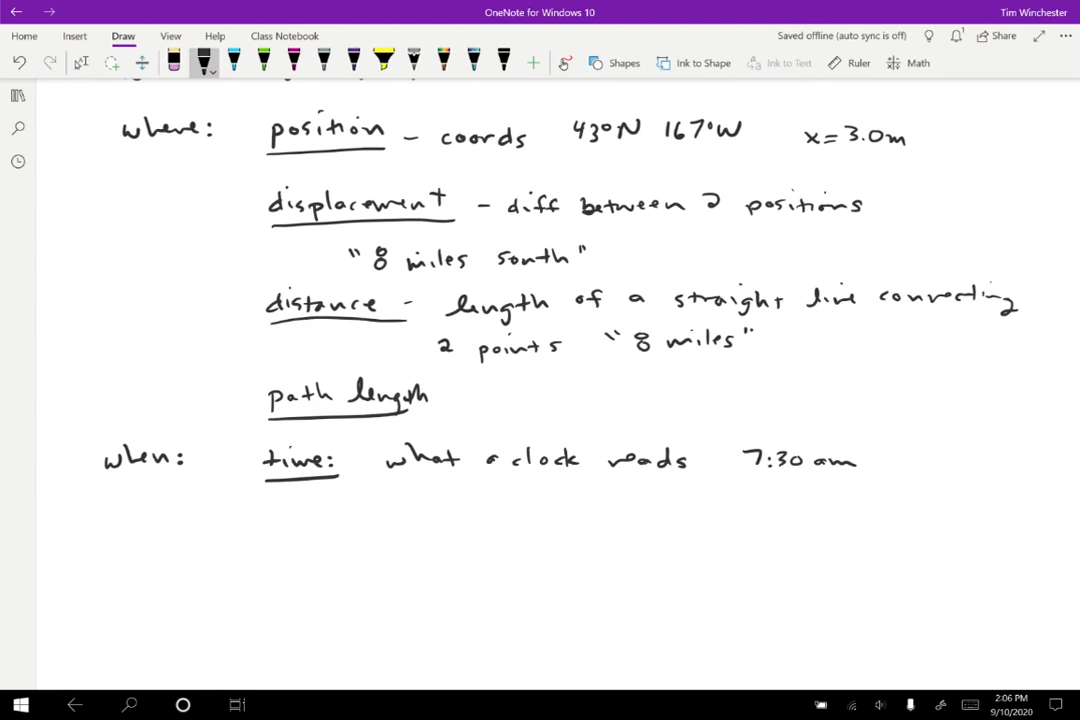 OneNote for Windows 10
Tim Winchester
Home Insert Draw View Help Class Notebook
Saved offline (auto sync is off) Share
Shapes Ink to Shape Ink to Text Ruler Math
where: position - coords 43°N 167°W x = 3.0m
displacement - diff between 2 positions
"8 miles south"
distance - length of a straight line connecting
2 points "8 miles"
path length
when: time: what a clock reads 7:30 am
2:06 PM
9/10/2020